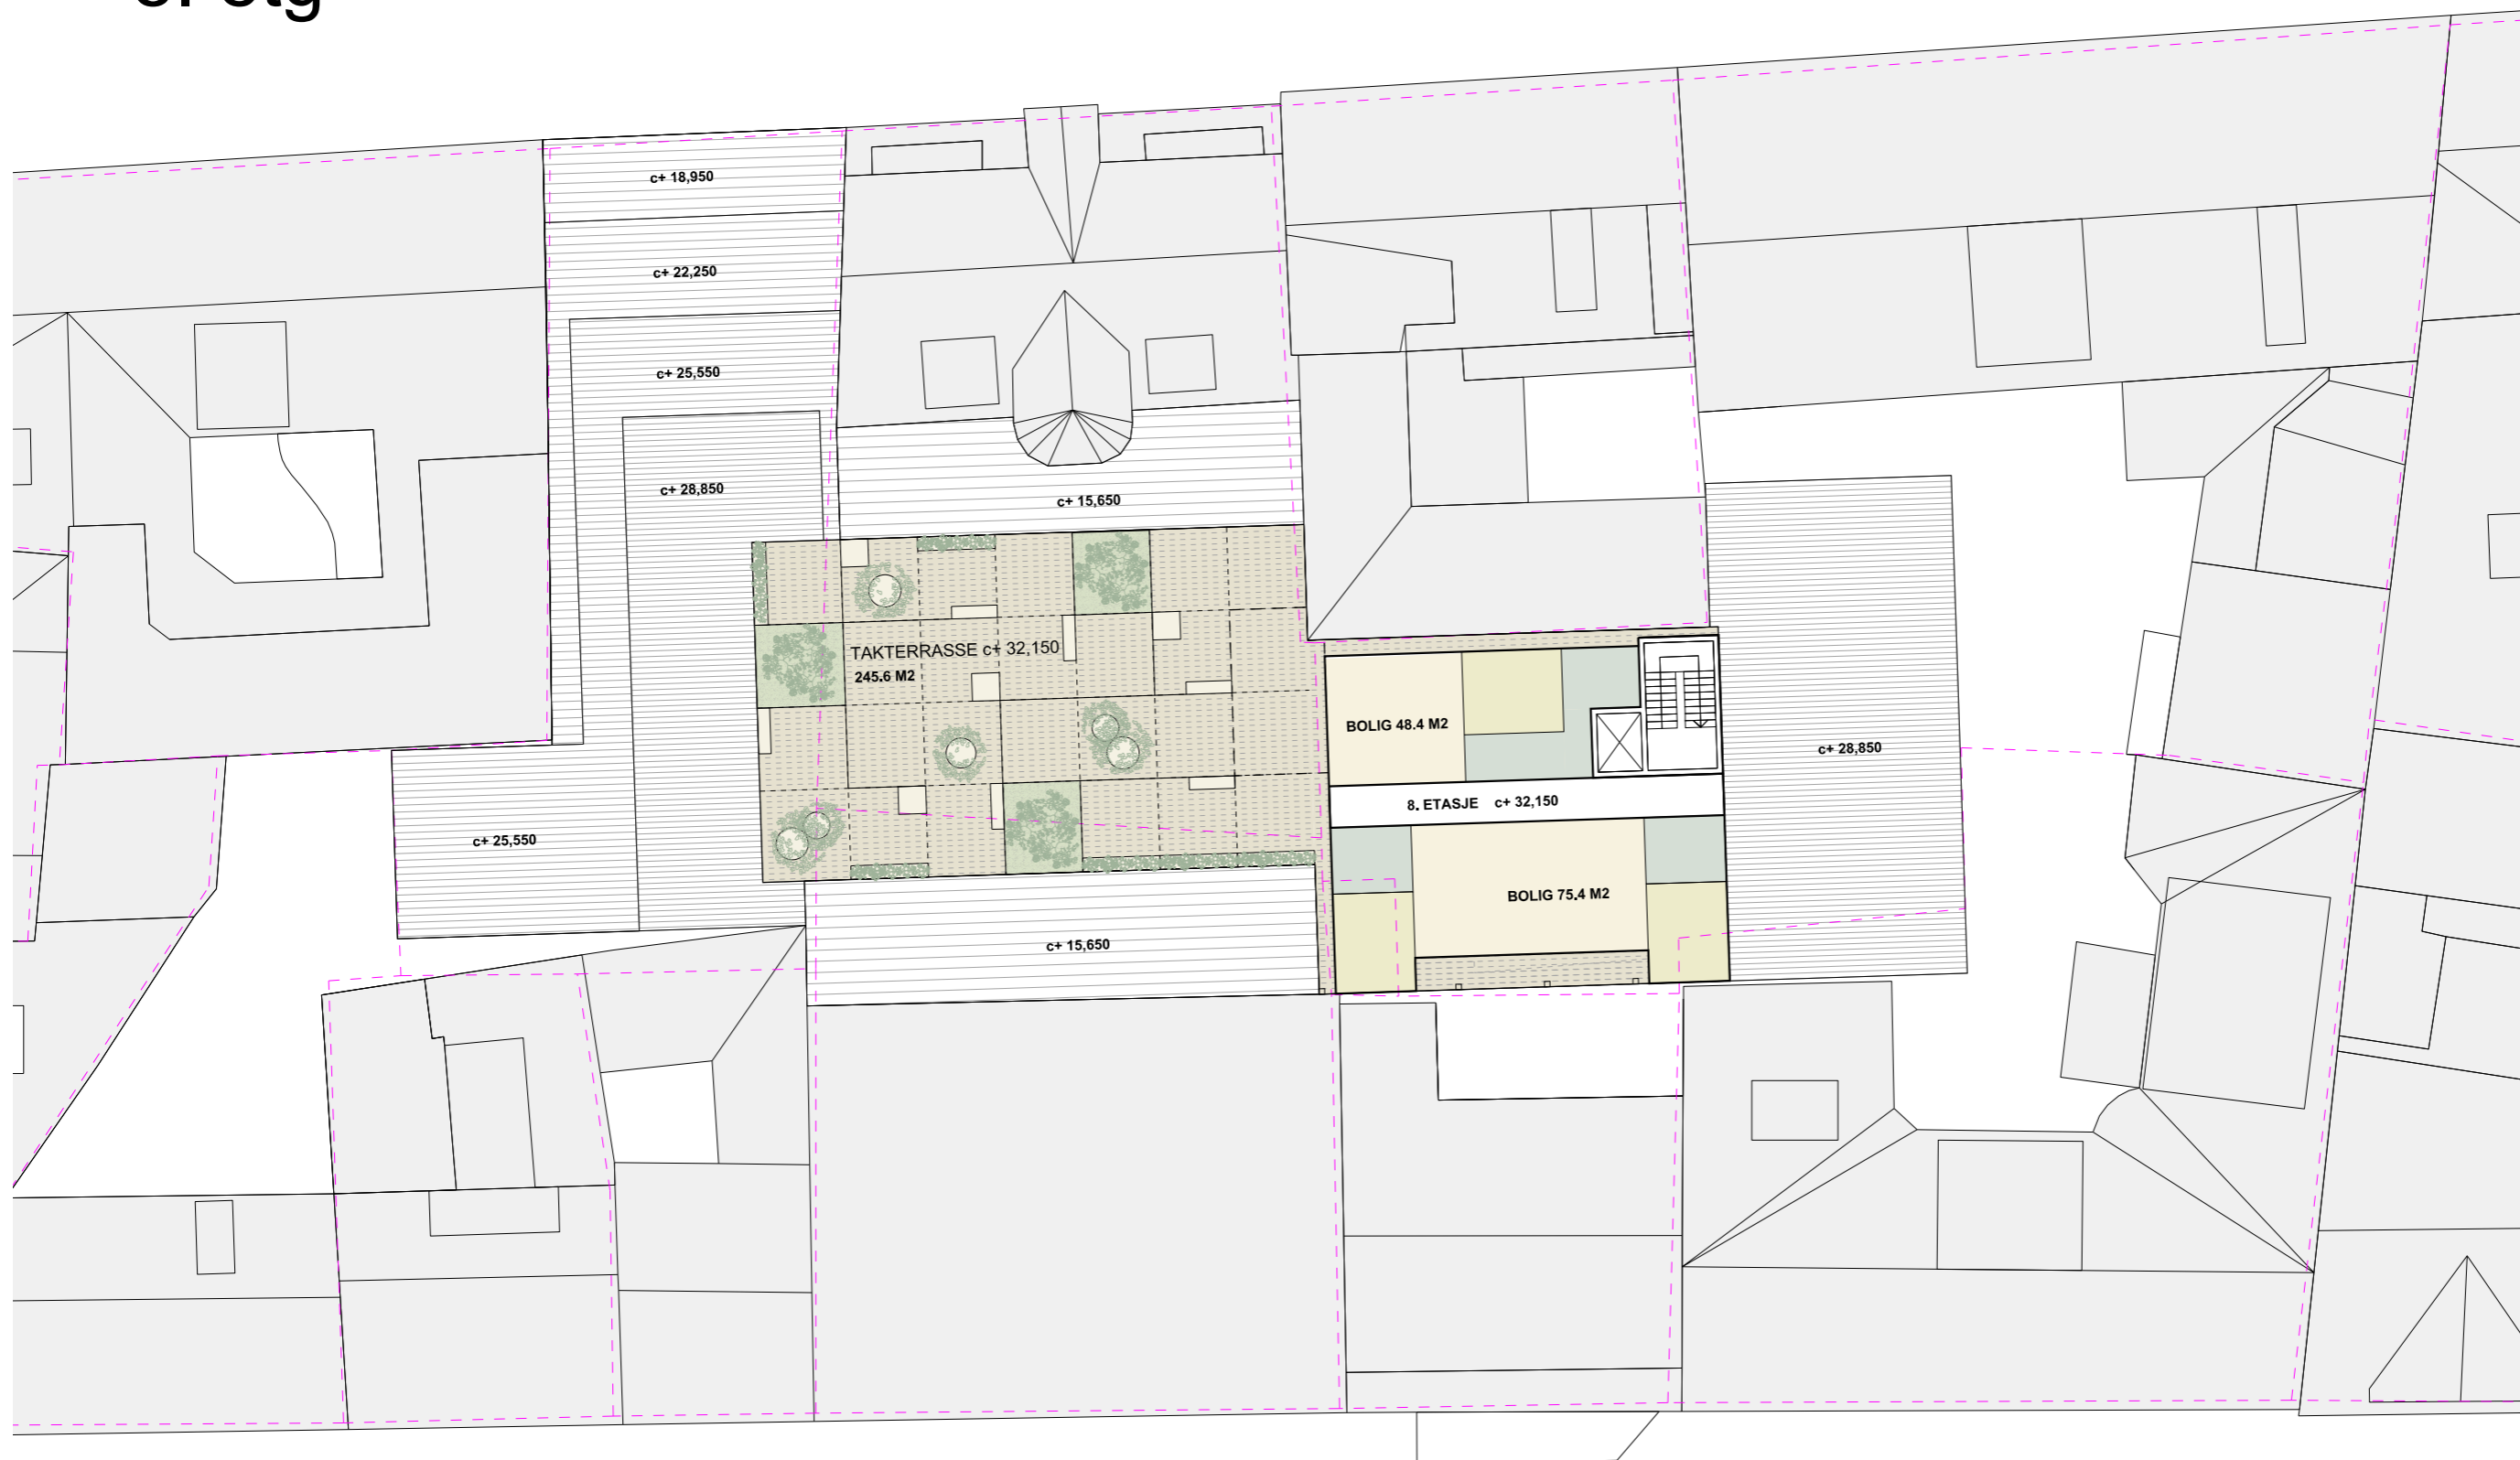 etg
c+ 18,950
c+ 22,250
c+ 25,550
c+ 28,850
c+ 15,650
TAKTERRASSE c+ 32,150
245.6 M2
BOLIG 48.4 M2
c+ 28,850
8. ETASJE c+ 32,150
c+ 25,550
BOLIG 75.4 M2
c+ 15,650